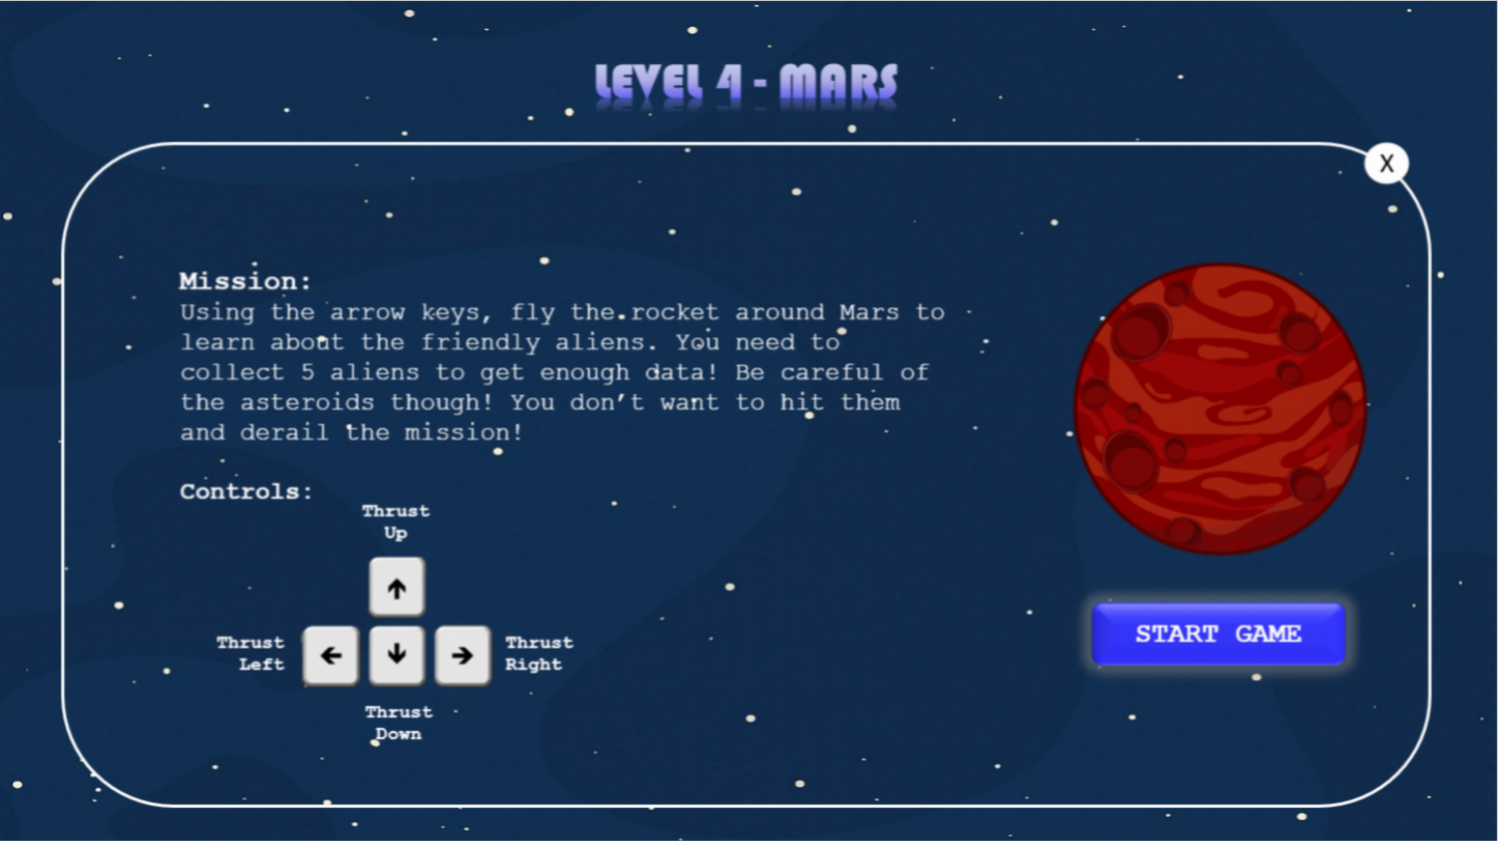 LEVEL 4 - MARS
X
Mission:
Using the arrow keys, fly the rocket around Mars to
learn about the friendly aliens. You need to
collect 5 aliens to get enough data! Be careful of
the asteroids though! You don’t want to hit them
and derail the mission!
Controls:
Thrust
Up
↑
Thrust
Left
← ↓ →
Thrust
Right
Thrust
Down
START GAME